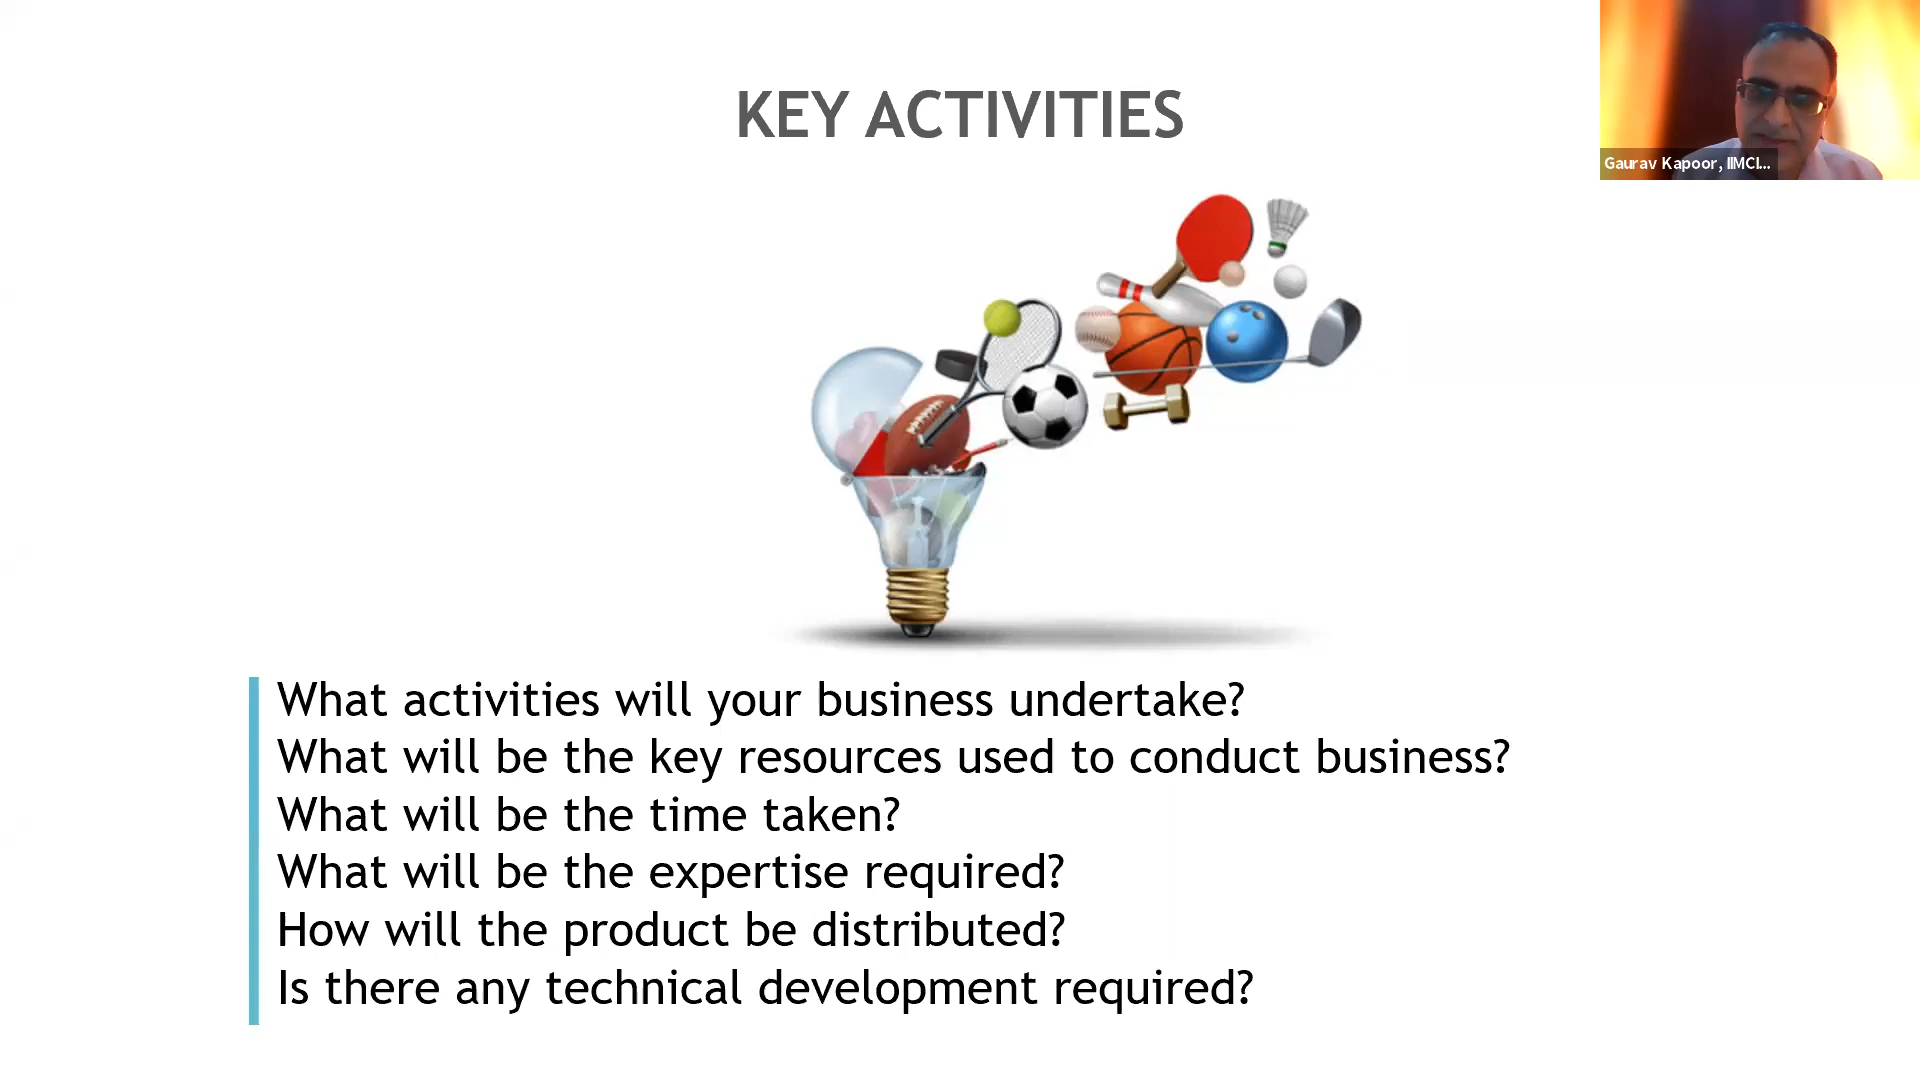 KEY ACTIVITIES
Gaurav Kapoor, IIMCI...
What activities will your business undertake?
What will be the key resources used to conduct business?
What will be the time taken?
What will be the expertise required?
How will the product be distributed?
Is there any technical development required?